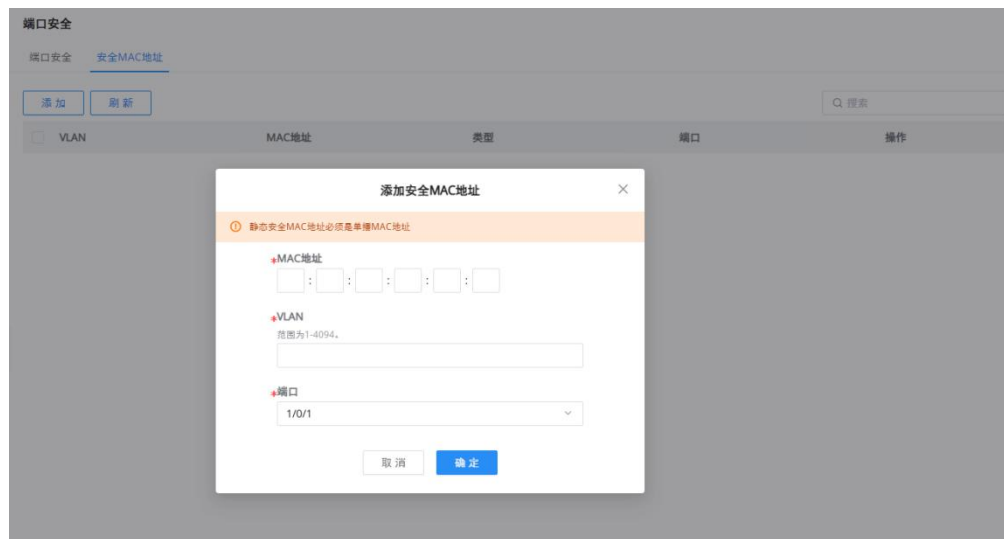 端口安全
端口安全 安全MAC地址
添加 刷新 搜索
VLAN MAC地址 类型 端口 操作
添加安全MAC地址
静态安全MAC地址必须是单播MAC地址
*MAC地址
: : : : :
*VLAN
范围为1-4094。
*端口
1/0/1
取消 确定